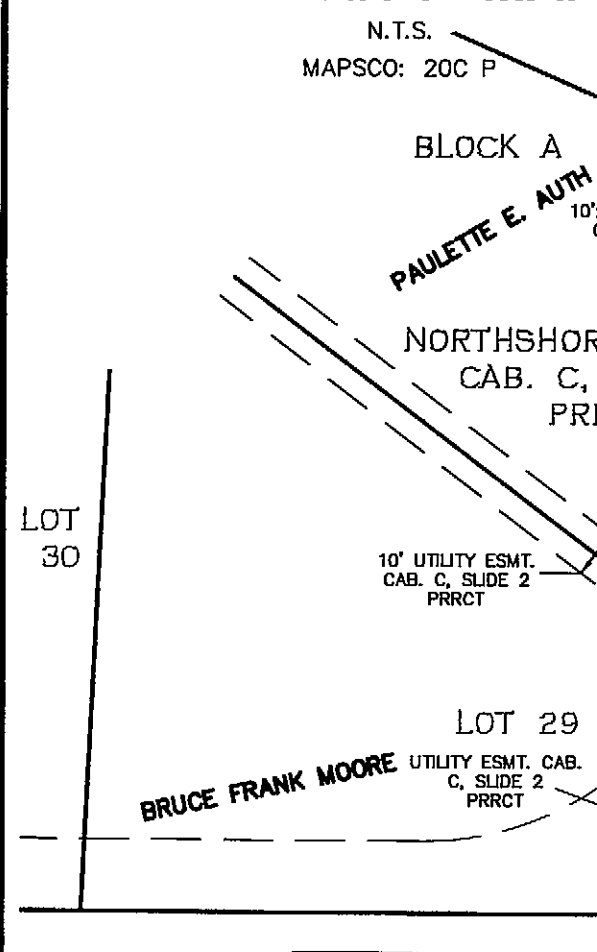 N.T.S.
MAPSCO: 20C P
BLOCK A
PAULETTE E. AUTH
10'
NORTHSHOR
CAB. C,
PR
LOT
30
10' UTILITY ESMT.
CAB. C, SLIDE 2
PRRCT
LOT 29
BRUCE FRANK MOORE
UTILITY ESMT. CAB.
C, SLIDE 2
PRRCT